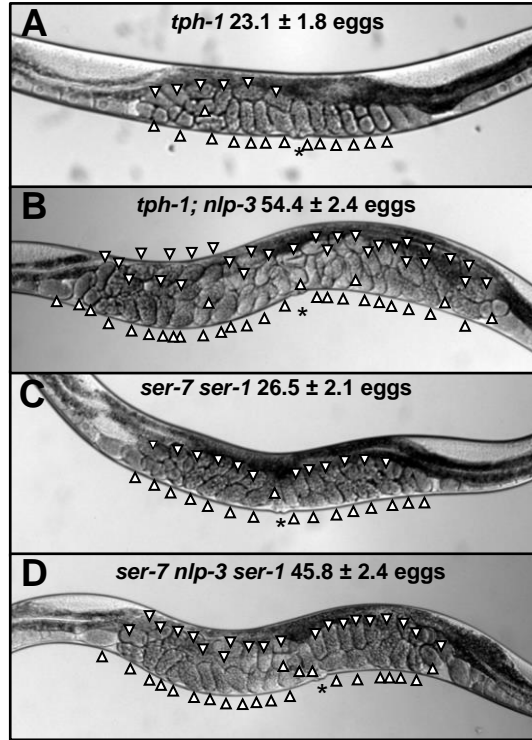 A
tph-1 23.1 ± 1.8 eggs
*
B
tph-1; nlp-3 54.4 ± 2.4 eggs
*
C
ser-7 ser-1 26.5 ± 2.1 eggs
*
D
ser-7 nlp-3 ser-1 45.8 ± 2.4 eggs
*